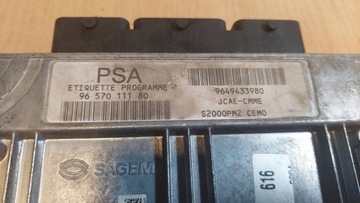 PSA
ETIQUETTE PROGRAMME
96 570 111 80
9649433980
JCAE-CMME
S2000PM2 CEMO
SAGEM
616